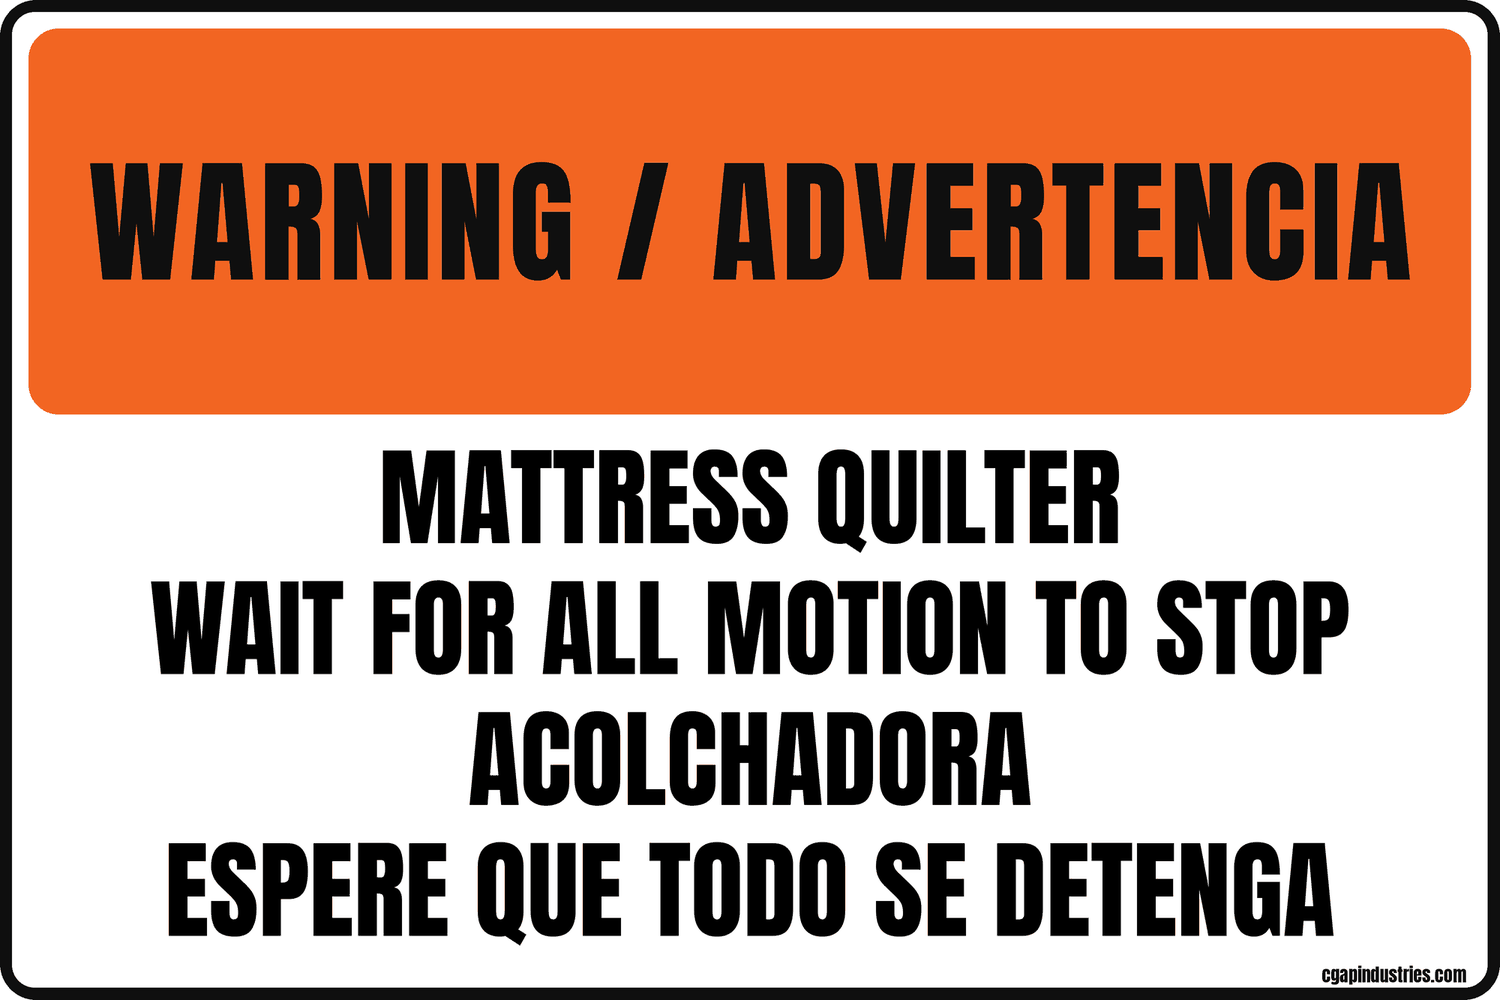 WARNING / ADVERTENCIA
MATTRESS QUILTER
WAIT FOR ALL MOTION TO STOP
ACOLCHADORA
ESPERE QUE TODO SE DETENGA
cgapindustries.com